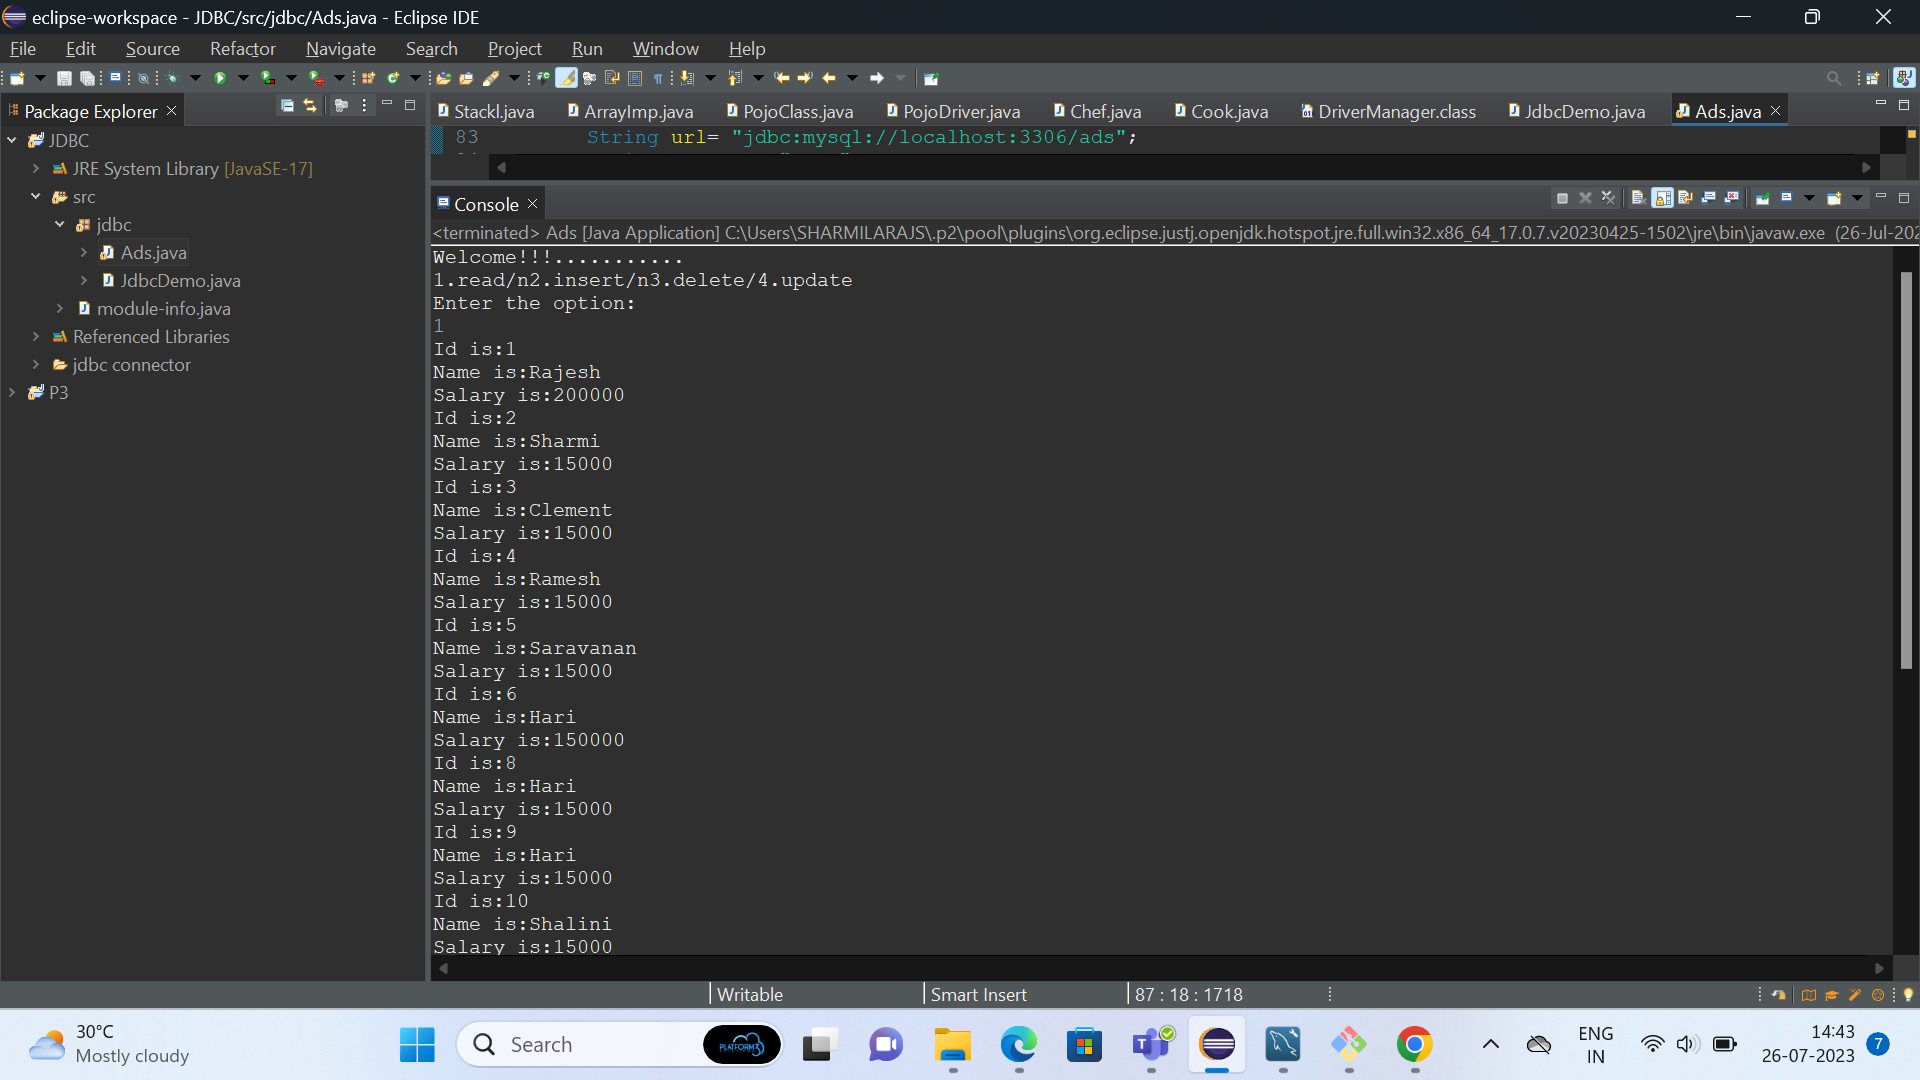 eclipse-workspace - JDBC/src/jdbc/Ads.java - Eclipse IDE
File Edit Source Refactor Navigate Search Project Run Window Help
Package Explorer
JDBC
JRE System Library [JavaSE-17]
src
jdbc
Ads.java
JdbcDemo.java
module-info.java
Referenced Libraries
jdbc connector
P3
StackI.java ArrayImp.java PojoClass.java PojoDriver.java Chef.java Cook.java DriverManager.class JdbcDemo.java Ads.java
83 String url= "jdbc:mysql://localhost:3306/ads";
Console
<terminated> Ads [Java Application] C:\Users\SHARMILARAJS\.p2\pool\plugins\org.eclipse.justj.openjdk.hotspot.jre.full.win32.x86_64_17.0.7.v20230425-1502\jre\bin\javaw.exe (26-Jul-202
Welcome!!!...........
1.read/n2.insert/n3.delete/4.update
Enter the option:
1
Id is:1
Name is:Rajesh
Salary is:200000
Id is:2
Name is:Sharmi
Salary is:15000
Id is:3
Name is:Clement
Salary is:15000
Id is:4
Name is:Ramesh
Salary is:15000
Id is:5
Name is:Saravanan
Salary is:15000
Id is:6
Name is:Hari
Salary is:150000
Id is:8
Name is:Hari
Salary is:15000
Id is:9
Name is:Hari
Salary is:15000
Id is:10
Name is:Shalini
Salary is:15000
Writable Smart Insert 87 : 18 : 1718
30°C
Mostly cloudy
Search
PLATFORM3
ENG
IN
14:43
26-07-2023
7